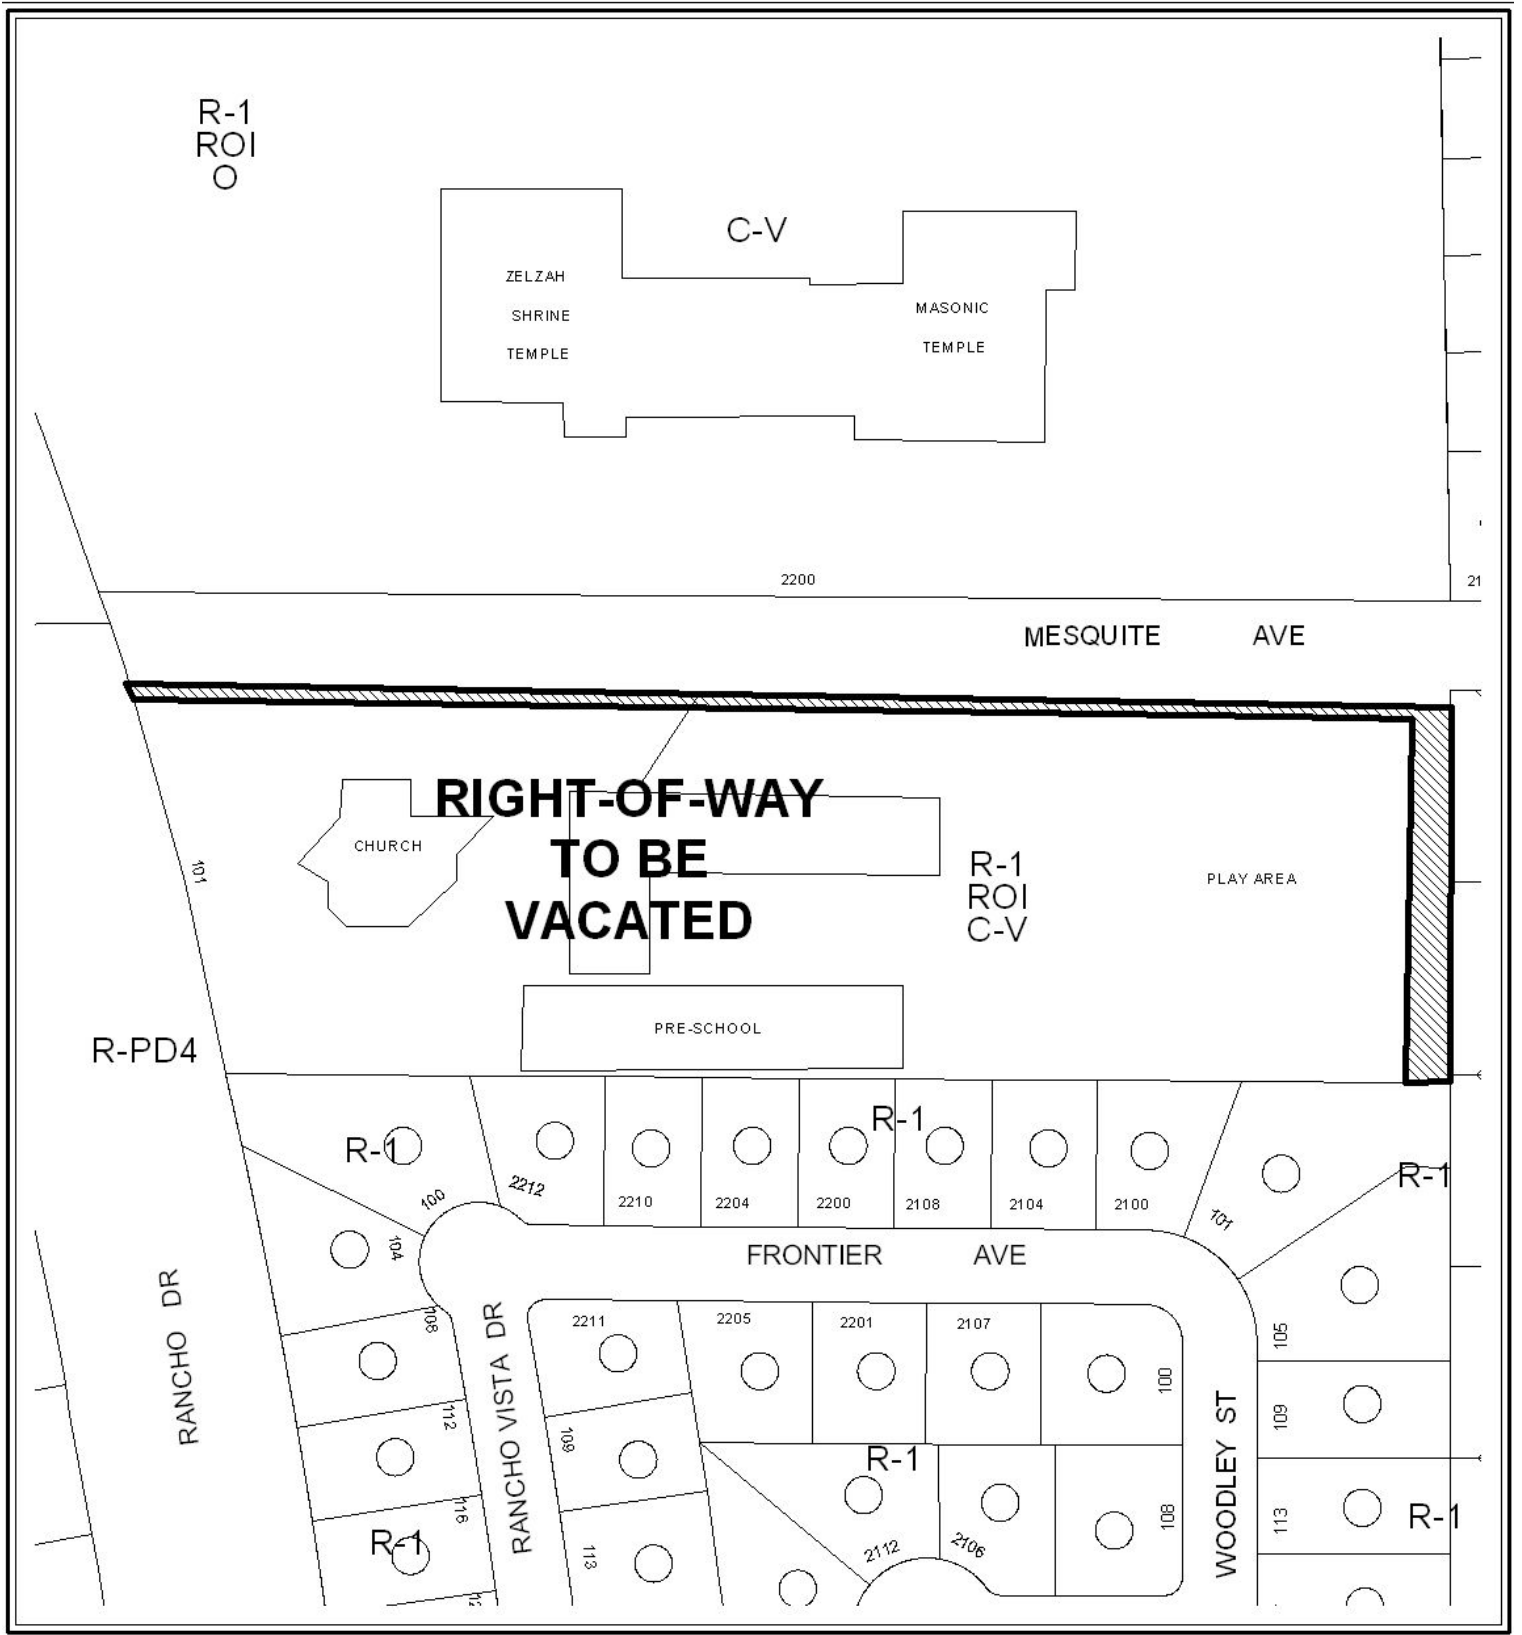 R-1
ROI
O
C-V
ZELZAH
SHRINE
TEMPLE
MASONIC
TEMPLE
2200
21
MESQUITE AVE
RIGHT-OF-WAY
TO BE
VACATED
CHURCH
R-1
ROI
C-V
PLAY AREA
101
PRE-SCHOOL
R-PD4
R-1
R-1
R-1
100
2212
2210
2204
2200
2108
2104
2100
101
104
FRONTIER AVE
RANCHO DR
108
RANCHO VISTA DR
2211
2205
2201
2107
100
105
112
109
R-1
WOODLEY ST
109
116
R-1
113
2112
2106
108
113
R-1